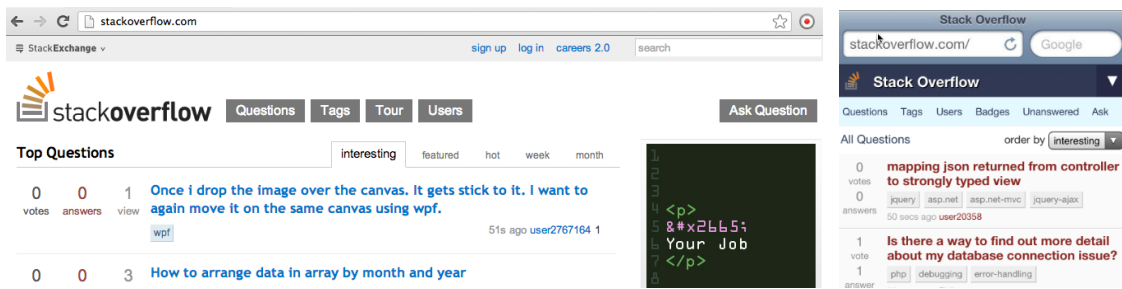 stackoverflow.com
StackExchange
sign up log in careers 2.0 search
stackoverflow Questions Tags Tour Users Ask Question
Top Questions interesting featured hot week month
0 0 1 Once i drop the image over the canvas. It gets stick to it. I want to
votes answers view again move it on the same canvas using wpf.
wpf 51s ago user2767164 1
0 0 3 How to arrange data in array by month and year
1
2
3
4 <p>
5 &#x2665;
6 Your Job
7 </p>
8
Stack Overflow
stackoverflow.com/ Google
Stack Overflow
Questions Tags Users Badges Unanswered Ask
All Questions order by interesting
0 mapping json returned from controller
votes to strongly typed view
0 jquery asp.net asp.net-mvc jquery-ajax
answers 50 secs ago user20358
1 Is there a way to find out more detail
vote about my database connection issue?
1 php debugging error-handling
answer